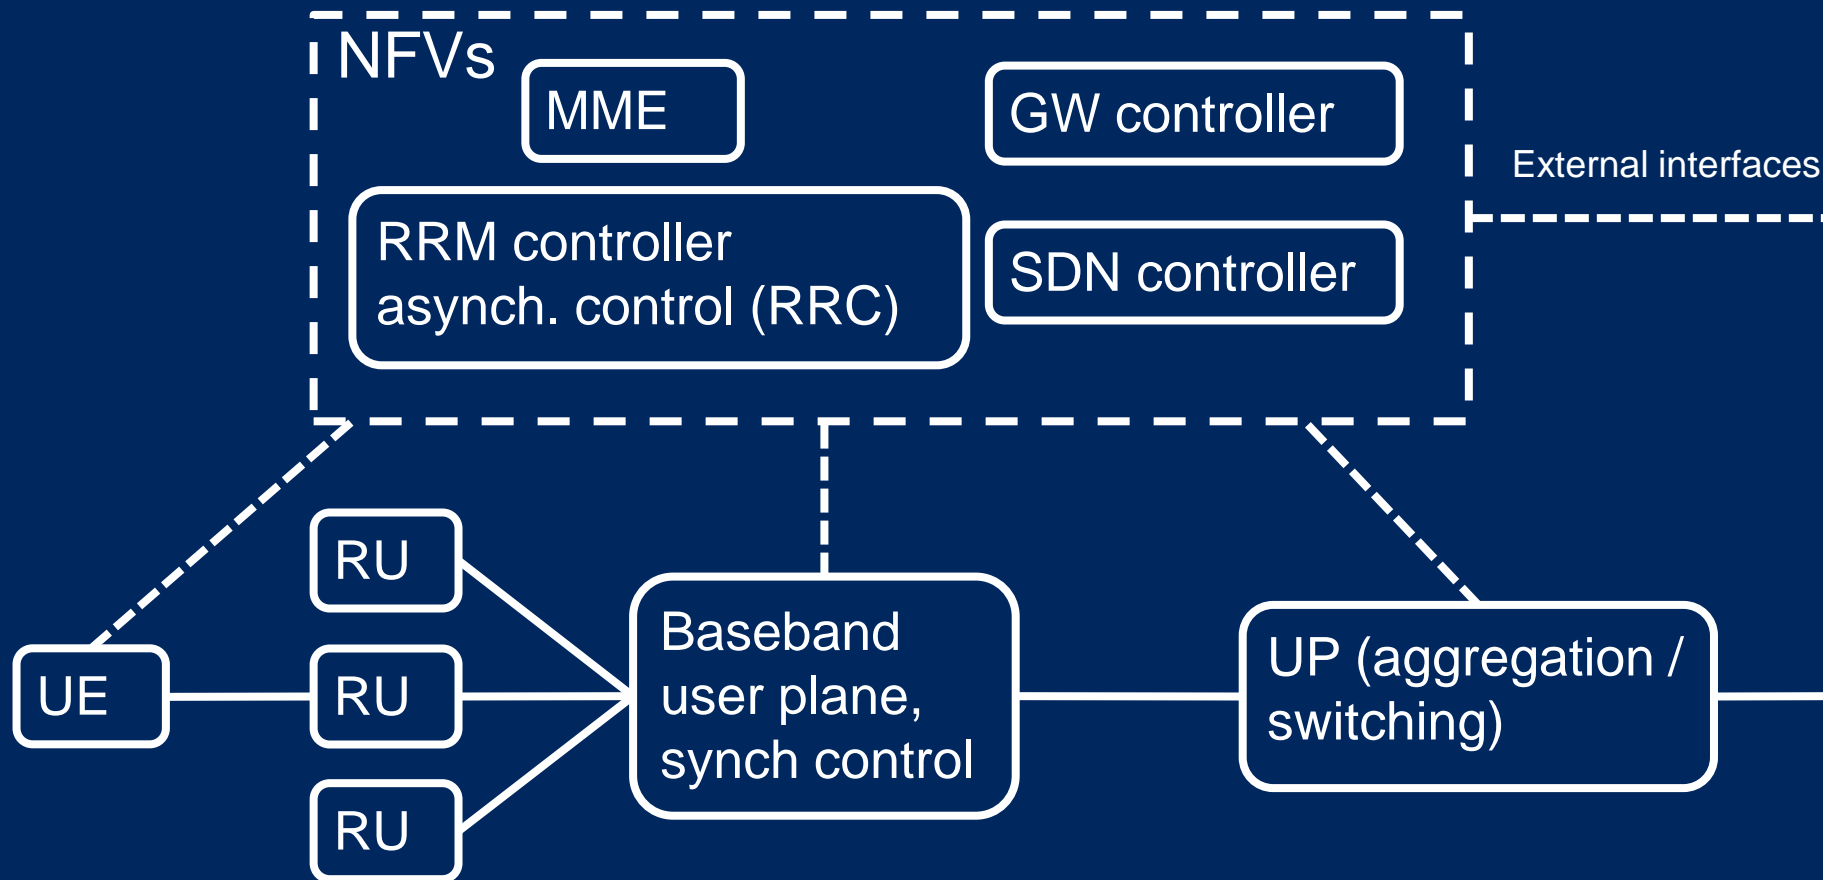 NFVs
MME
GW controller
External interfaces
RRM controller
asynch. control (RRC)
SDN controller
RU
UE
RU
RU
Baseband
user plane,
synch control
UP (aggregation /
switching)